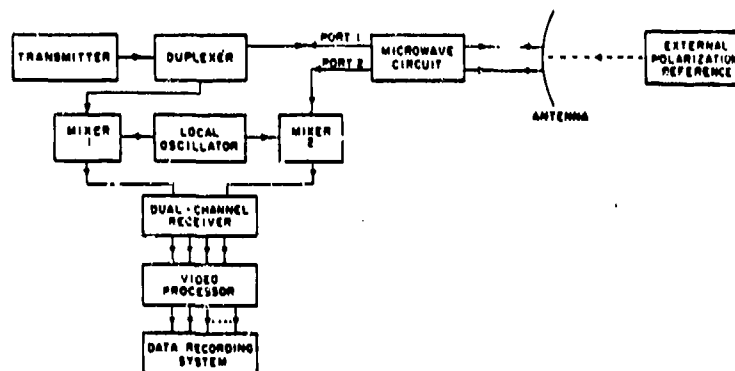 TRANSMITTER
DUPLEXER
PORT 1
PORT 2
MICROWAVE
CIRCUIT
EXTERNAL
POLARIZATION
REFERENCE
ANTENNA
MIXER
1
LOCAL
OSCILLATOR
MIXER
2
DUAL-CHANNEL
RECEIVER
VIDEO
PROCESSOR
DATA RECORDING
SYSTEM